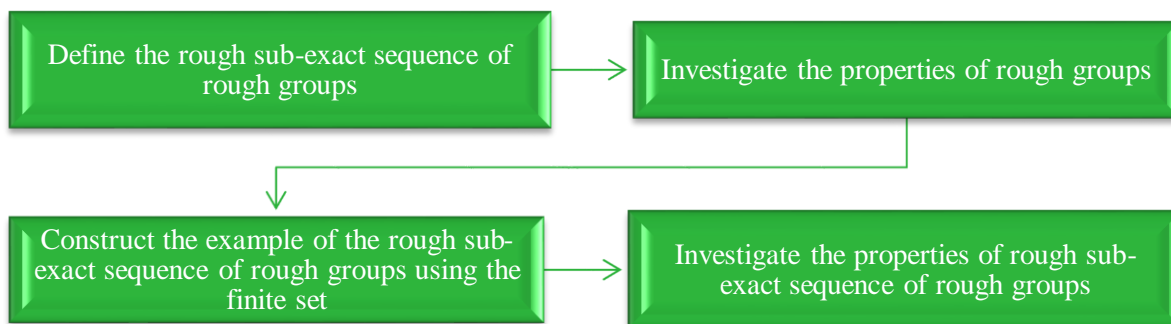 Define the rough sub-exact sequence of
rough groups
Investigate the properties of rough groups
Construct the example of the rough sub-
exact sequence of rough groups using the
finite set
Investigate the properties of rough sub-
exact sequence of rough groups